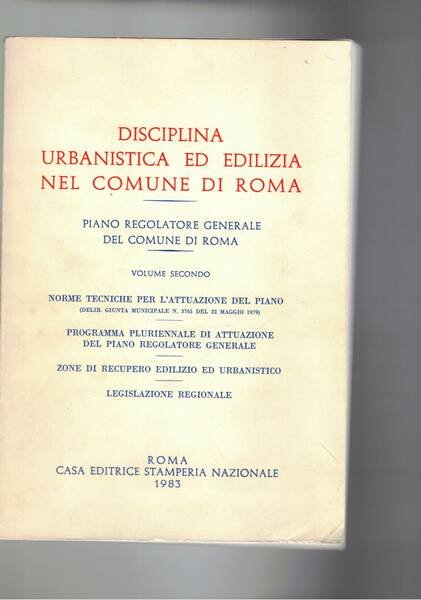 DISCIPLINA
URBANISTICA ED EDILIZIA
NEL COMUNE DI ROMA
PIANO REGOLATORE GENERALE
DEL COMUNE DI ROMA
VOLUME SECONDO
NORME TECNICHE PER L'ATTUAZIONE DEL PIANO
(DELIB. GIUNTA MUNICIPALE N. 3765 DEL 22 MAGGIO 1979)
PROGRAMMA PLURIENNALE DI ATTUAZIONE
DEL PIANO REGOLATORE GENERALE
ZONE DI RECUPERO EDILIZIO ED URBANISTICO
LEGISLAZIONE REGIONALE
ROMA
CASA EDITRICE STAMPERIA NAZIONALE
1983